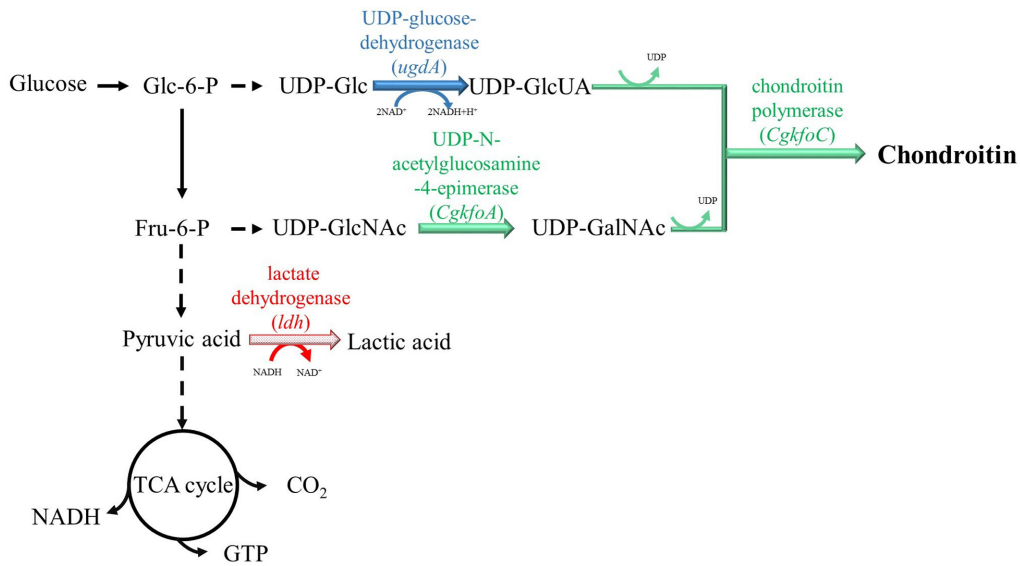 UDP-glucose-
dehydrogenase
(ugdA)
Glucose
Glc-6-P
UDP-Glc
UDP-GlcUA
UDP
2NAD⁺
2NADH+H⁺
chondroitin
polymerase
(CgkfoC)
Chondroitin
UDP-N-
acetylglucosamine
-4-epimerase
(CgkfoA)
Fru-6-P
UDP-GlcNAc
UDP-GalNAc
UDP
lactate
dehydrogenase
(ldh)
Pyruvic acid
Lactic acid
NADH
NAD⁺
TCA cycle
CO₂
NADH
GTP